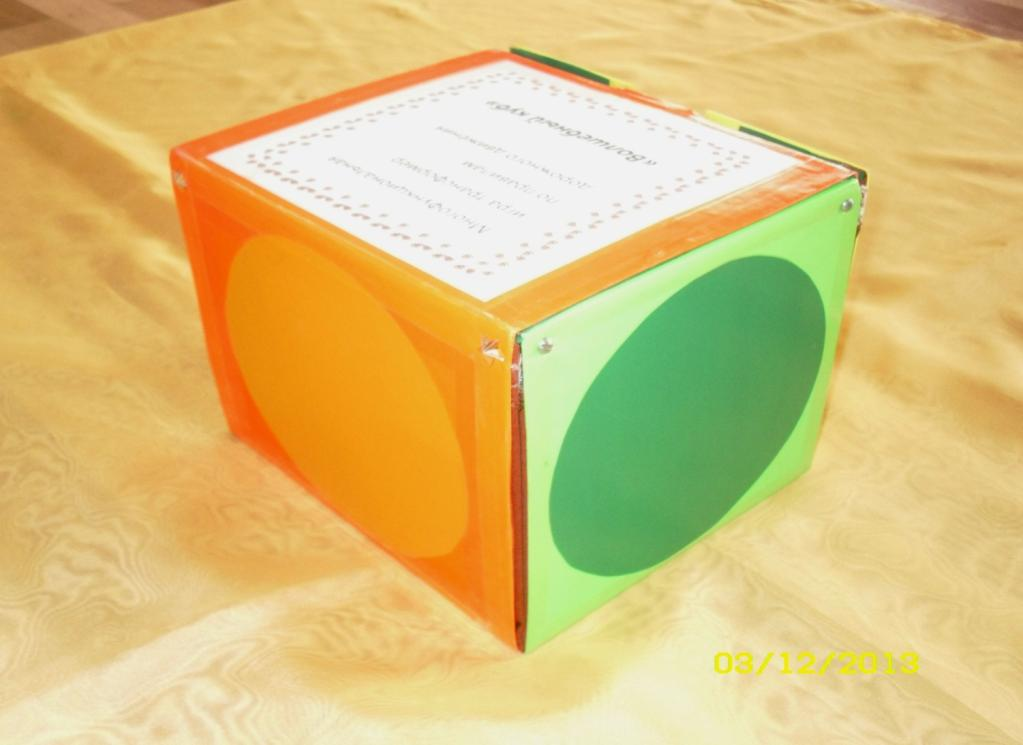 Многофункциональная
игра трансформер
по правилам
дорожного движения
«Волшебный куб»
03/12/2013